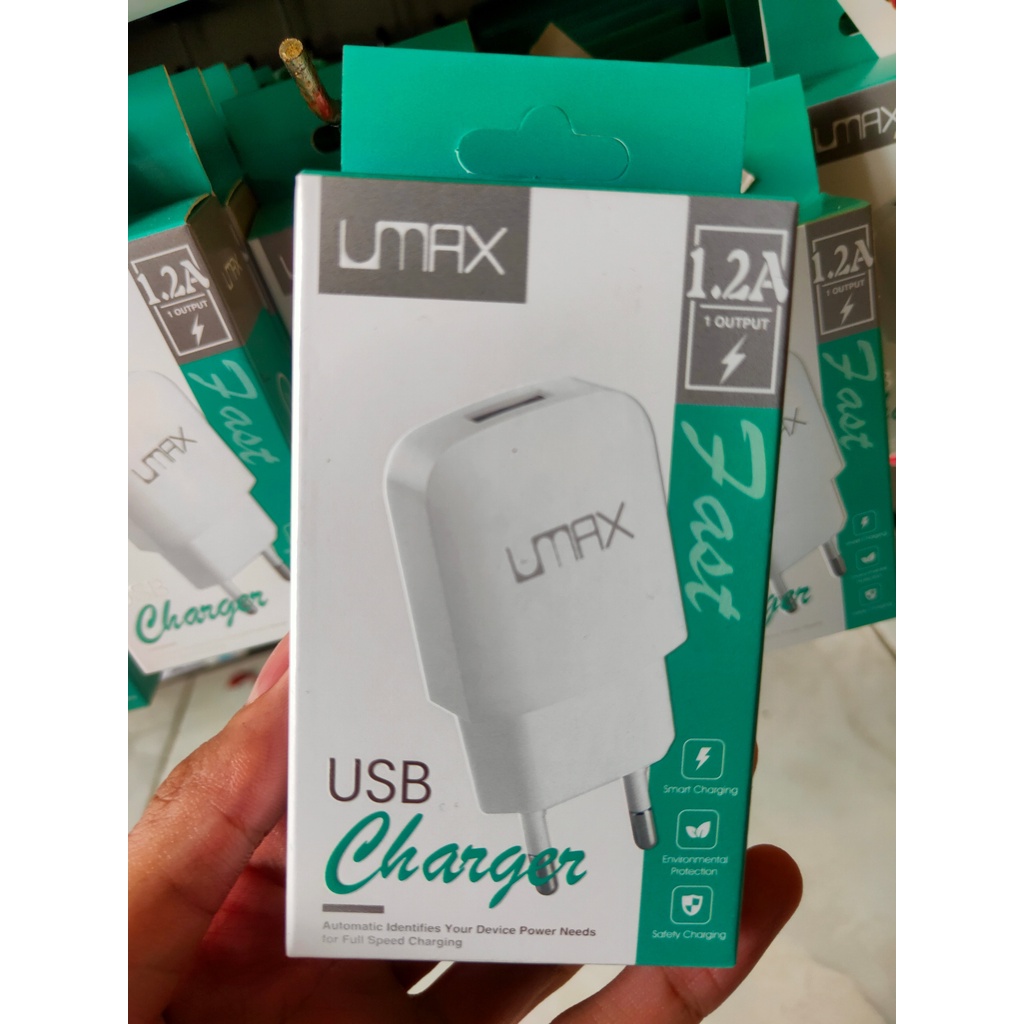 UMAX
1.2A
1 OUTPUT
Fast
UMAX
USB
Charger
Automatic Identifies Your Device Power Needs
for Full Speed Charging
Smart Charging
Environmental
Protection
Safety Charging
1.2A
1 OUTPUT
UMAX
Fast
UMAX
Charger
UMAX
1.2A
1 OUTPUT
Fast